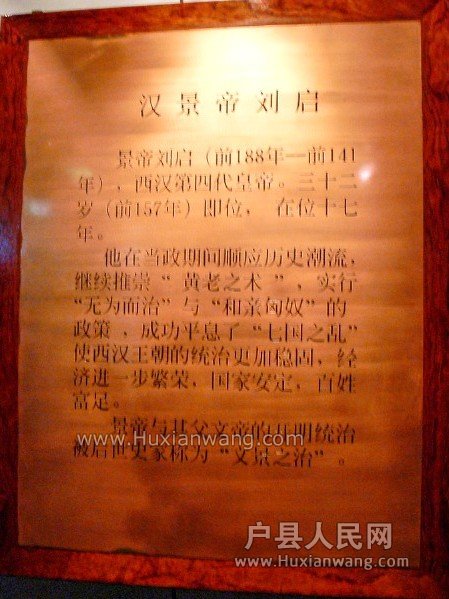 汉景帝刘启
景帝刘启（前188年—前141
年），西汉第四代皇帝。三十二
岁（前157年）即位， 在位十七
年。
他在当政期间顺应历史潮流，
继续推崇“ 黄老之术 ”，实行
“无为而治”与“和亲匈奴”的
政策 ，成功平息了“七国之乱”
使西汉王朝的统治更加稳固，经
济进一步繁荣、国家安定、百姓
富足。
景帝与其父文帝的开明统治
被后世史家称为“文景之治”。
www.Huxianwang.com
户县人民网
www.Huxianwang.com